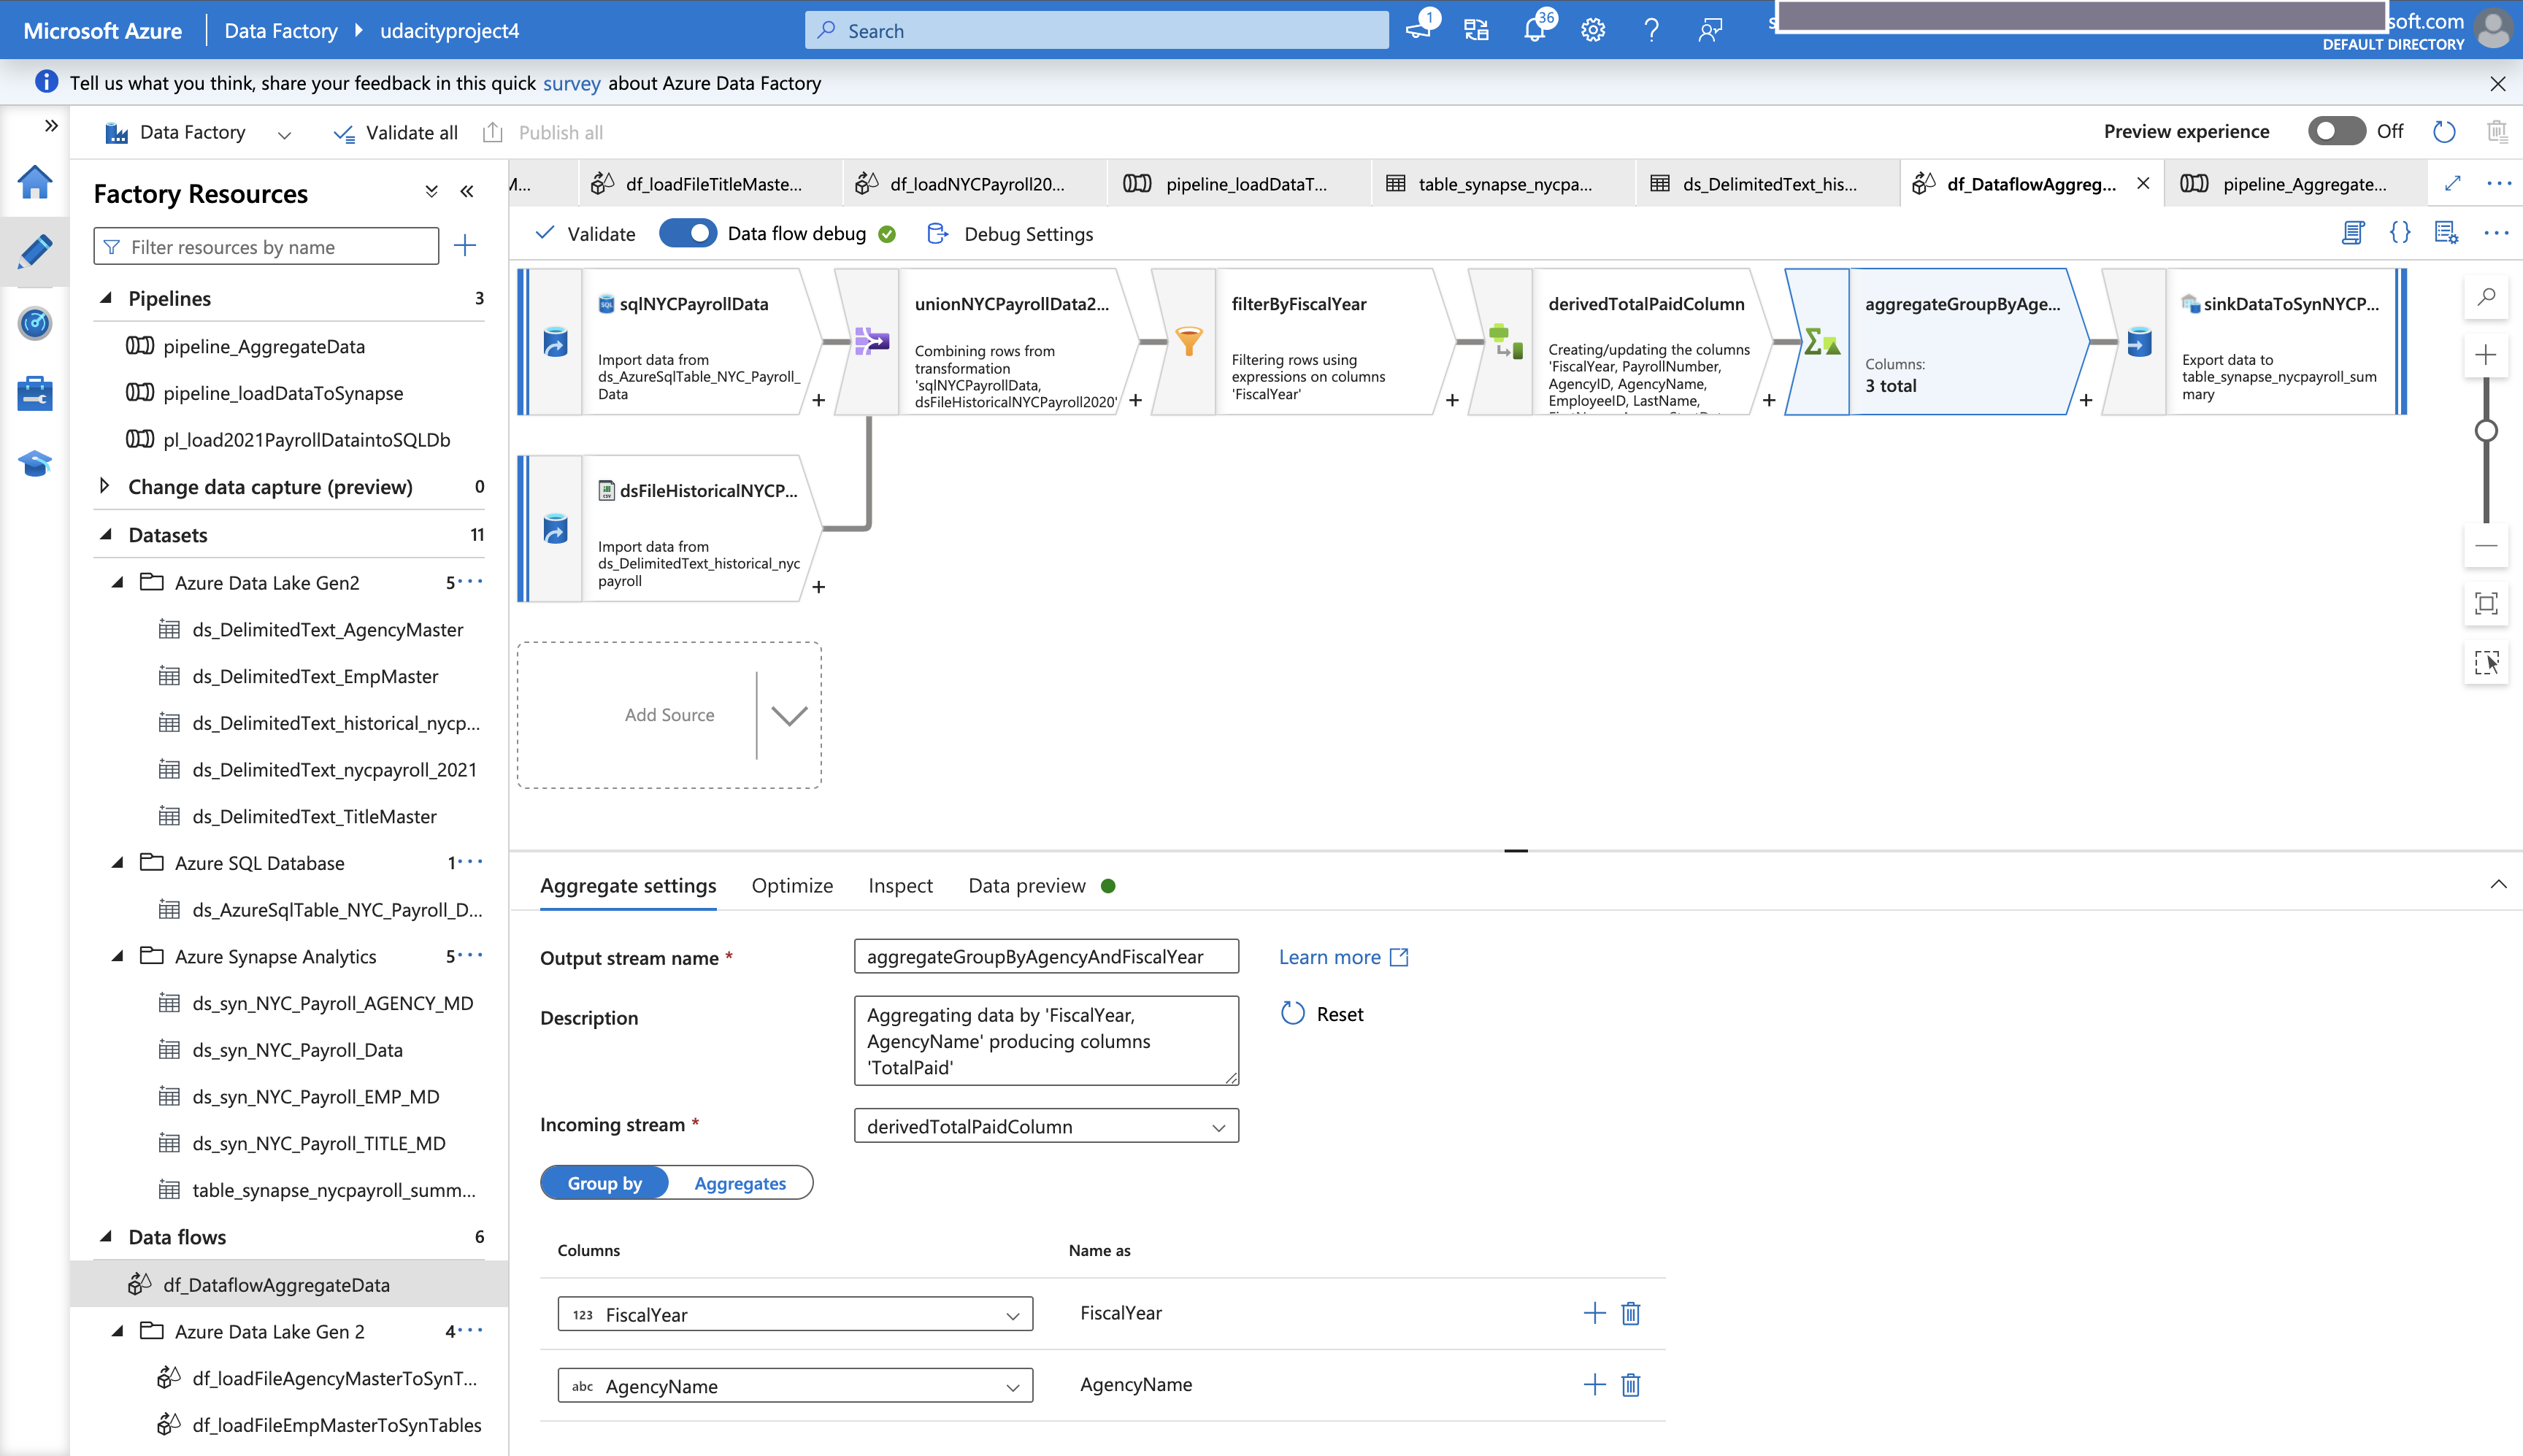 Microsoft Azure
Data Factory
udacityproject4
Search
1
36
soft.com
DEFAULT DIRECTORY
Tell us what you think, share your feedback in this quick survey about Azure Data Factory
Data Factory
Validate all
Publish all
Preview experience
Off
Factory Resources
Filter resources by name
Pipelines 3
pipeline_AggregateData
pipeline_loadDataToSynapse
pl_load2021PayrollDataintoSQLDb
Change data capture (preview) 0
Datasets 11
Azure Data Lake Gen2 5
ds_DelimitedText_AgencyMaster
ds_DelimitedText_EmpMaster
ds_DelimitedText_historical_nycp...
ds_DelimitedText_nycpayroll_2021
ds_DelimitedText_TitleMaster
Azure SQL Database 1
ds_AzureSqlTable_NYC_Payroll_D...
Azure Synapse Analytics 5
ds_syn_NYC_Payroll_AGENCY_MD
ds_syn_NYC_Payroll_Data
ds_syn_NYC_Payroll_EMP_MD
ds_syn_NYC_Payroll_TITLE_MD
table_synapse_nycpayroll_summ...
Data flows 6
df_DataflowAggregateData
Azure Data Lake Gen 2 4
df_loadFileAgencyMasterToSynT...
df_loadFileEmpMasterToSynTables
M...
df_loadFileTitleMaste...
df_loadNYCPayroll20...
pipeline_loadDataT...
table_synapse_nycpa...
ds_DelimitedText_his...
df_DataflowAggreg...
pipeline_Aggregate...
Validate
Data flow debug
Debug Settings
sqlNYCPayrollData
Import data from
ds_AzureSqlTable_NYC_Payroll_
Data
unionNYCPayrollData2...
Combining rows from
transformation
'sqlNYCPayrollData,
dsFileHistoricalNYCPayroll2020'
filterByFiscalYear
Filtering rows using
expressions on columns
'FiscalYear'
derivedTotalPaidColumn
Creating/updating the columns
'FiscalYear, PayrollNumber,
AgencyID, AgencyName,
EmployeeID, LastName,
aggregateGroupByAge...
Columns:
3 total
sinkDataToSynNYCP...
Export data to
table_synapse_nycpayroll_sum
mary
dsFileHistoricalNYCP...
Import data from
ds_DelimitedText_historical_nyc
payroll
Add Source
Aggregate settings
Optimize
Inspect
Data preview
Output stream name *
aggregateGroupByAgencyAndFiscalYear
Learn more
Description
Aggregating data by 'FiscalYear,
AgencyName' producing columns
'TotalPaid'
Reset
Incoming stream *
derivedTotalPaidColumn
Group by
Aggregates
Columns
Name as
123 FiscalYear
FiscalYear
abc AgencyName
AgencyName